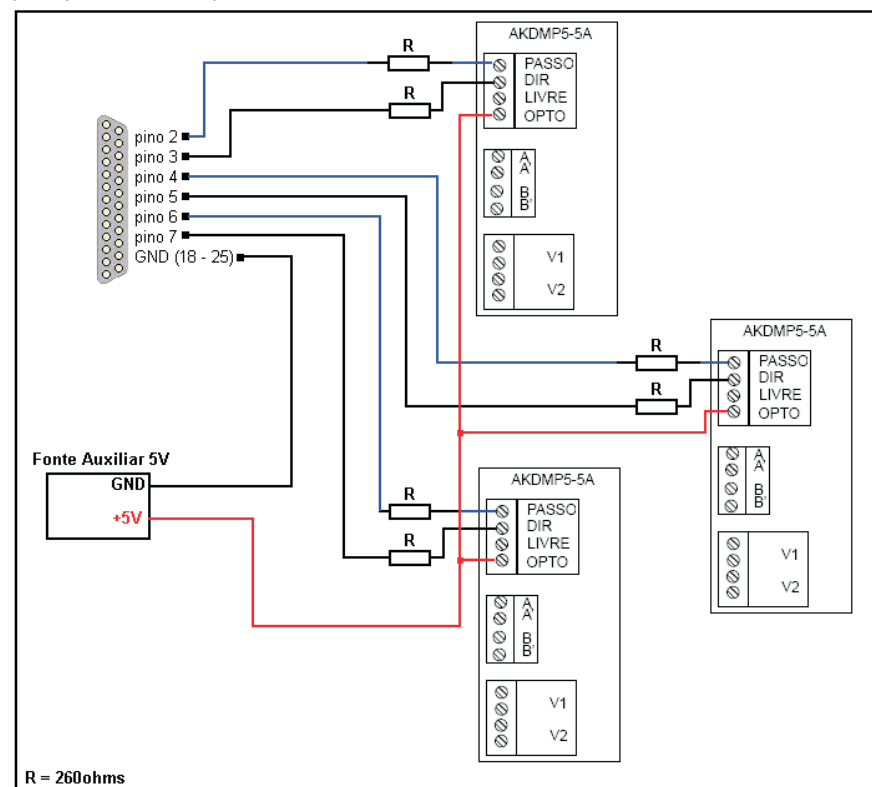 AKDMP5-5A
R
PASSO
DIR
LIVRE
OPTO
R
A
A'
B
B'
V1
V2
pino 2
pino 3
pino 4
pino 5
pino 6
pino 7
GND (18 - 25)
AKDMP5-5A
R
PASSO
DIR
LIVRE
OPTO
R
A
A'
B
B'
V1
V2
Fonte Auxiliar 5V
GND
+5V
AKDMP5-5A
R
PASSO
DIR
LIVRE
OPTO
R
A
A'
B
B'
V1
V2
R = 260ohms